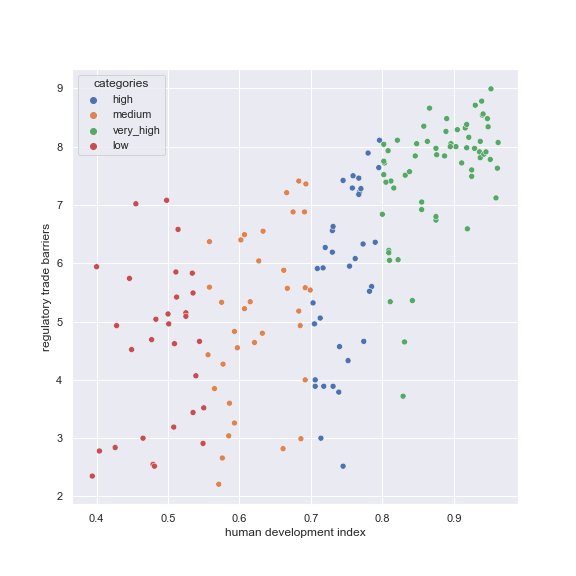 categories
high
medium
very_high
low
9
8
7
6
5
4
3
2
regulatory trade barriers
0.4 0.5 0.6 0.7 0.8 0.9
human development index